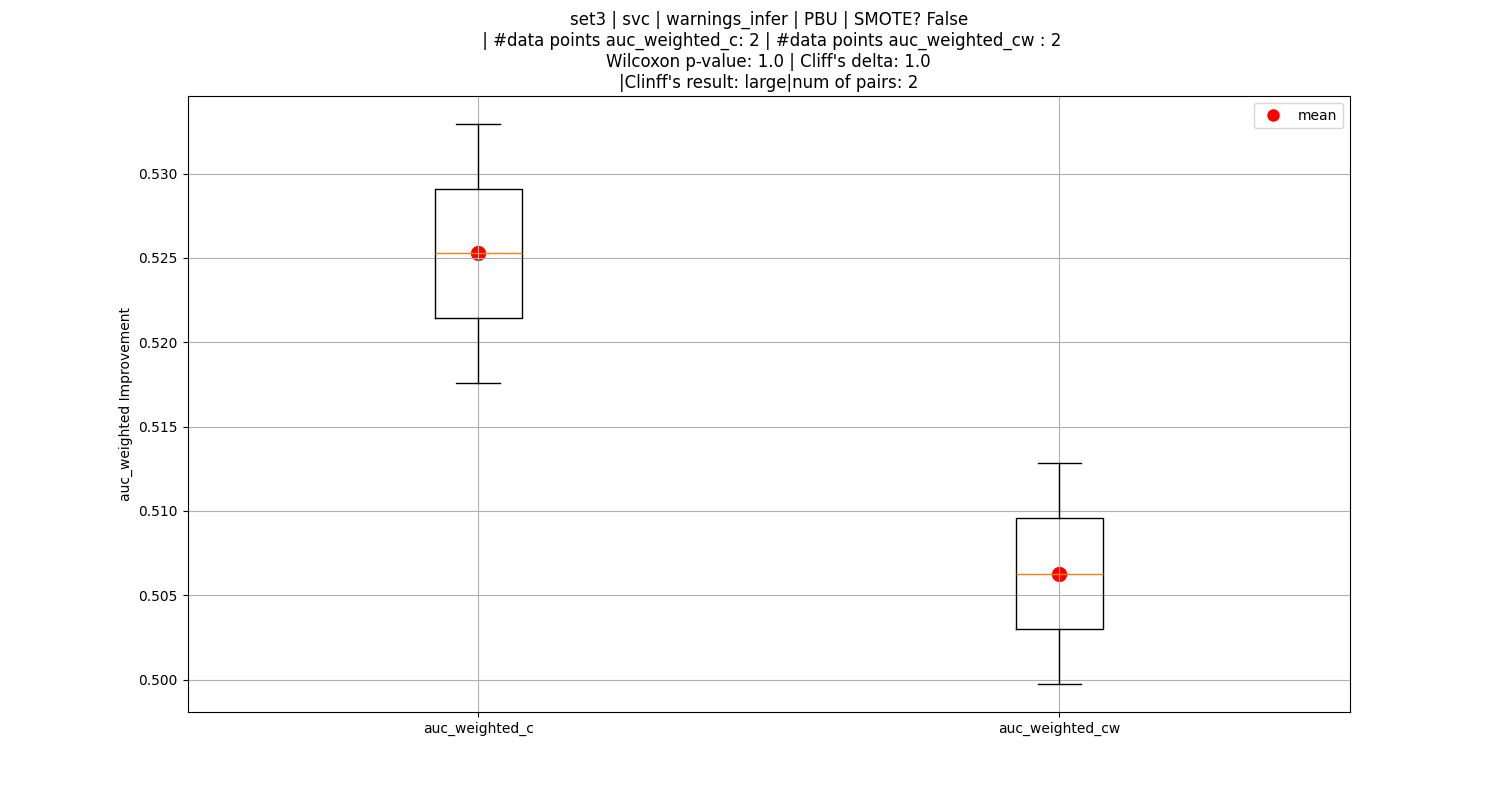 set3 | svc | warnings_infer | PBU | SMOTE? False
| #data points auc_weighted_c: 2 | #data points auc_weighted_cw : 2
Wilcoxon p-value: 1.0 | Cliff's delta: 1.0
|Clinff's result: large|num of pairs: 2
mean
auc_weighted Improvement
0.530
0.525
0.520
0.515
0.510
0.505
0.500
auc_weighted_c
auc_weighted_cw